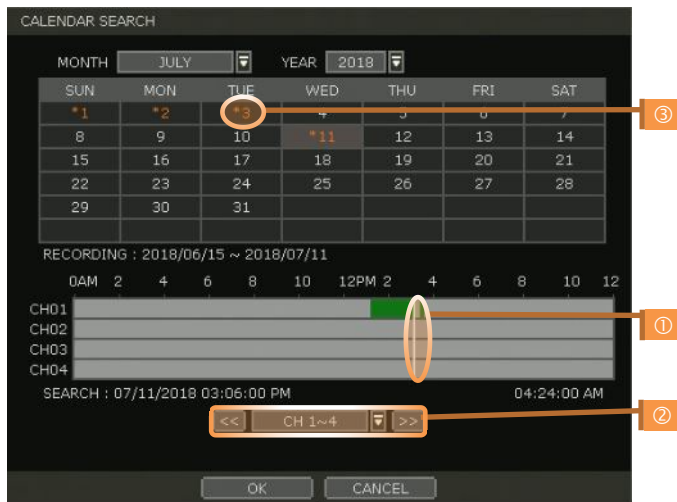 CALENDAR SEARCH
MONTH JULY YEAR 2018
SUN MON TUE WED THU FRI SAT
*1 *2 *3 4 5 6 7 ③
8 9 10 *11 12 13 14
15 16 17 18 19 20 21
22 23 24 25 26 27 28
29 30 31
RECORDING : 2018/06/15 ~ 2018/07/11
0AM 2 4 6 8 10 12PM 2 4 6 8 10 12
CH01 ①
CH02
CH03
CH04
SEARCH : 07/11/2018 03:06:00 PM 04:24:00 AM
<< CH 1~4 >> ②
OK CANCEL